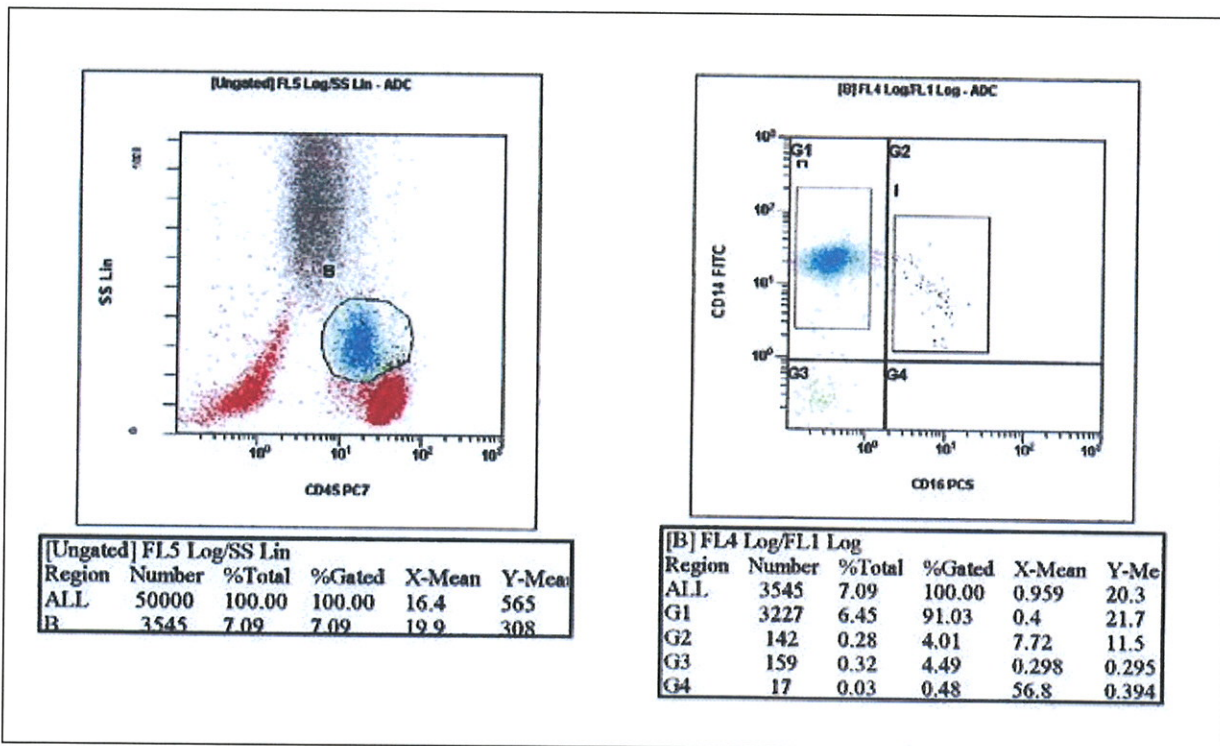 [Ungated] FL5 Log/SS Lin - ADC
SS Lin
0
B
10⁰ 10¹ 10² 10³
CD45 PC7
[Ungated] FL5 Log/SS Lin
Region Number %Total %Gated X-Mean Y-Mea
ALL 50000 100.00 100.00 16.4 565
B 3545 7.09 7.09 19.9 308
[B] FL4 Log/FL1 Log - ADC
CD14 FITC
10³
10²
10¹
10⁰
G1 G2
G3 G4
10⁰ 10¹ 10² 10³
CD16 PC5
[B] FL4 Log/FL1 Log
Region Number %Total %Gated X-Mean Y-Me
ALL 3545 7.09 100.00 0.959 20.3
G1 3227 6.45 91.03 0.4 21.7
G2 142 0.28 4.01 7.72 11.5
G3 159 0.32 4.49 0.298 0.295
G4 17 0.03 0.48 56.8 0.394